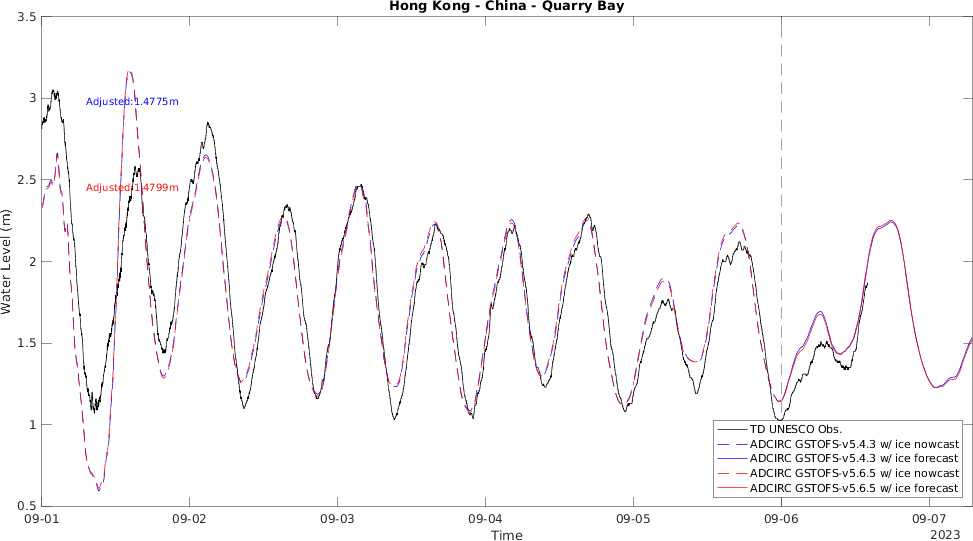 Hong Kong - China - Quarry Bay
3.5
3
2.5
2
1.5
1
0.5
Water Level (m)
Adjusted:1.4775m
Adjusted:1.4799m
TD UNESCO Obs.
ADCIRC GSTOFS-v5.4.3 w/ ice nowcast
ADCIRC GSTOFS-v5.4.3 w/ ice forecast
ADCIRC GSTOFS-v5.6.5 w/ ice nowcast
ADCIRC GSTOFS-v5.6.5 w/ ice forecast
09-01 09-02 09-03 09-04 09-05 09-06 09-07
Time
2023